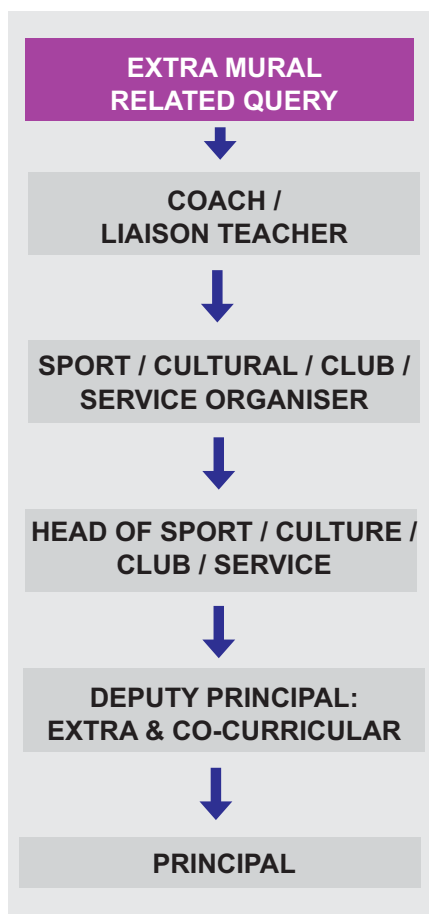 EXTRA MURAL
RELATED QUERY
COACH /
LIAISON TEACHER
SPORT / CULTURAL / CLUB /
SERVICE ORGANISER
HEAD OF SPORT / CULTURE /
CLUB / SERVICE
DEPUTY PRINCIPAL:
EXTRA & CO-CURRICULAR
PRINCIPAL